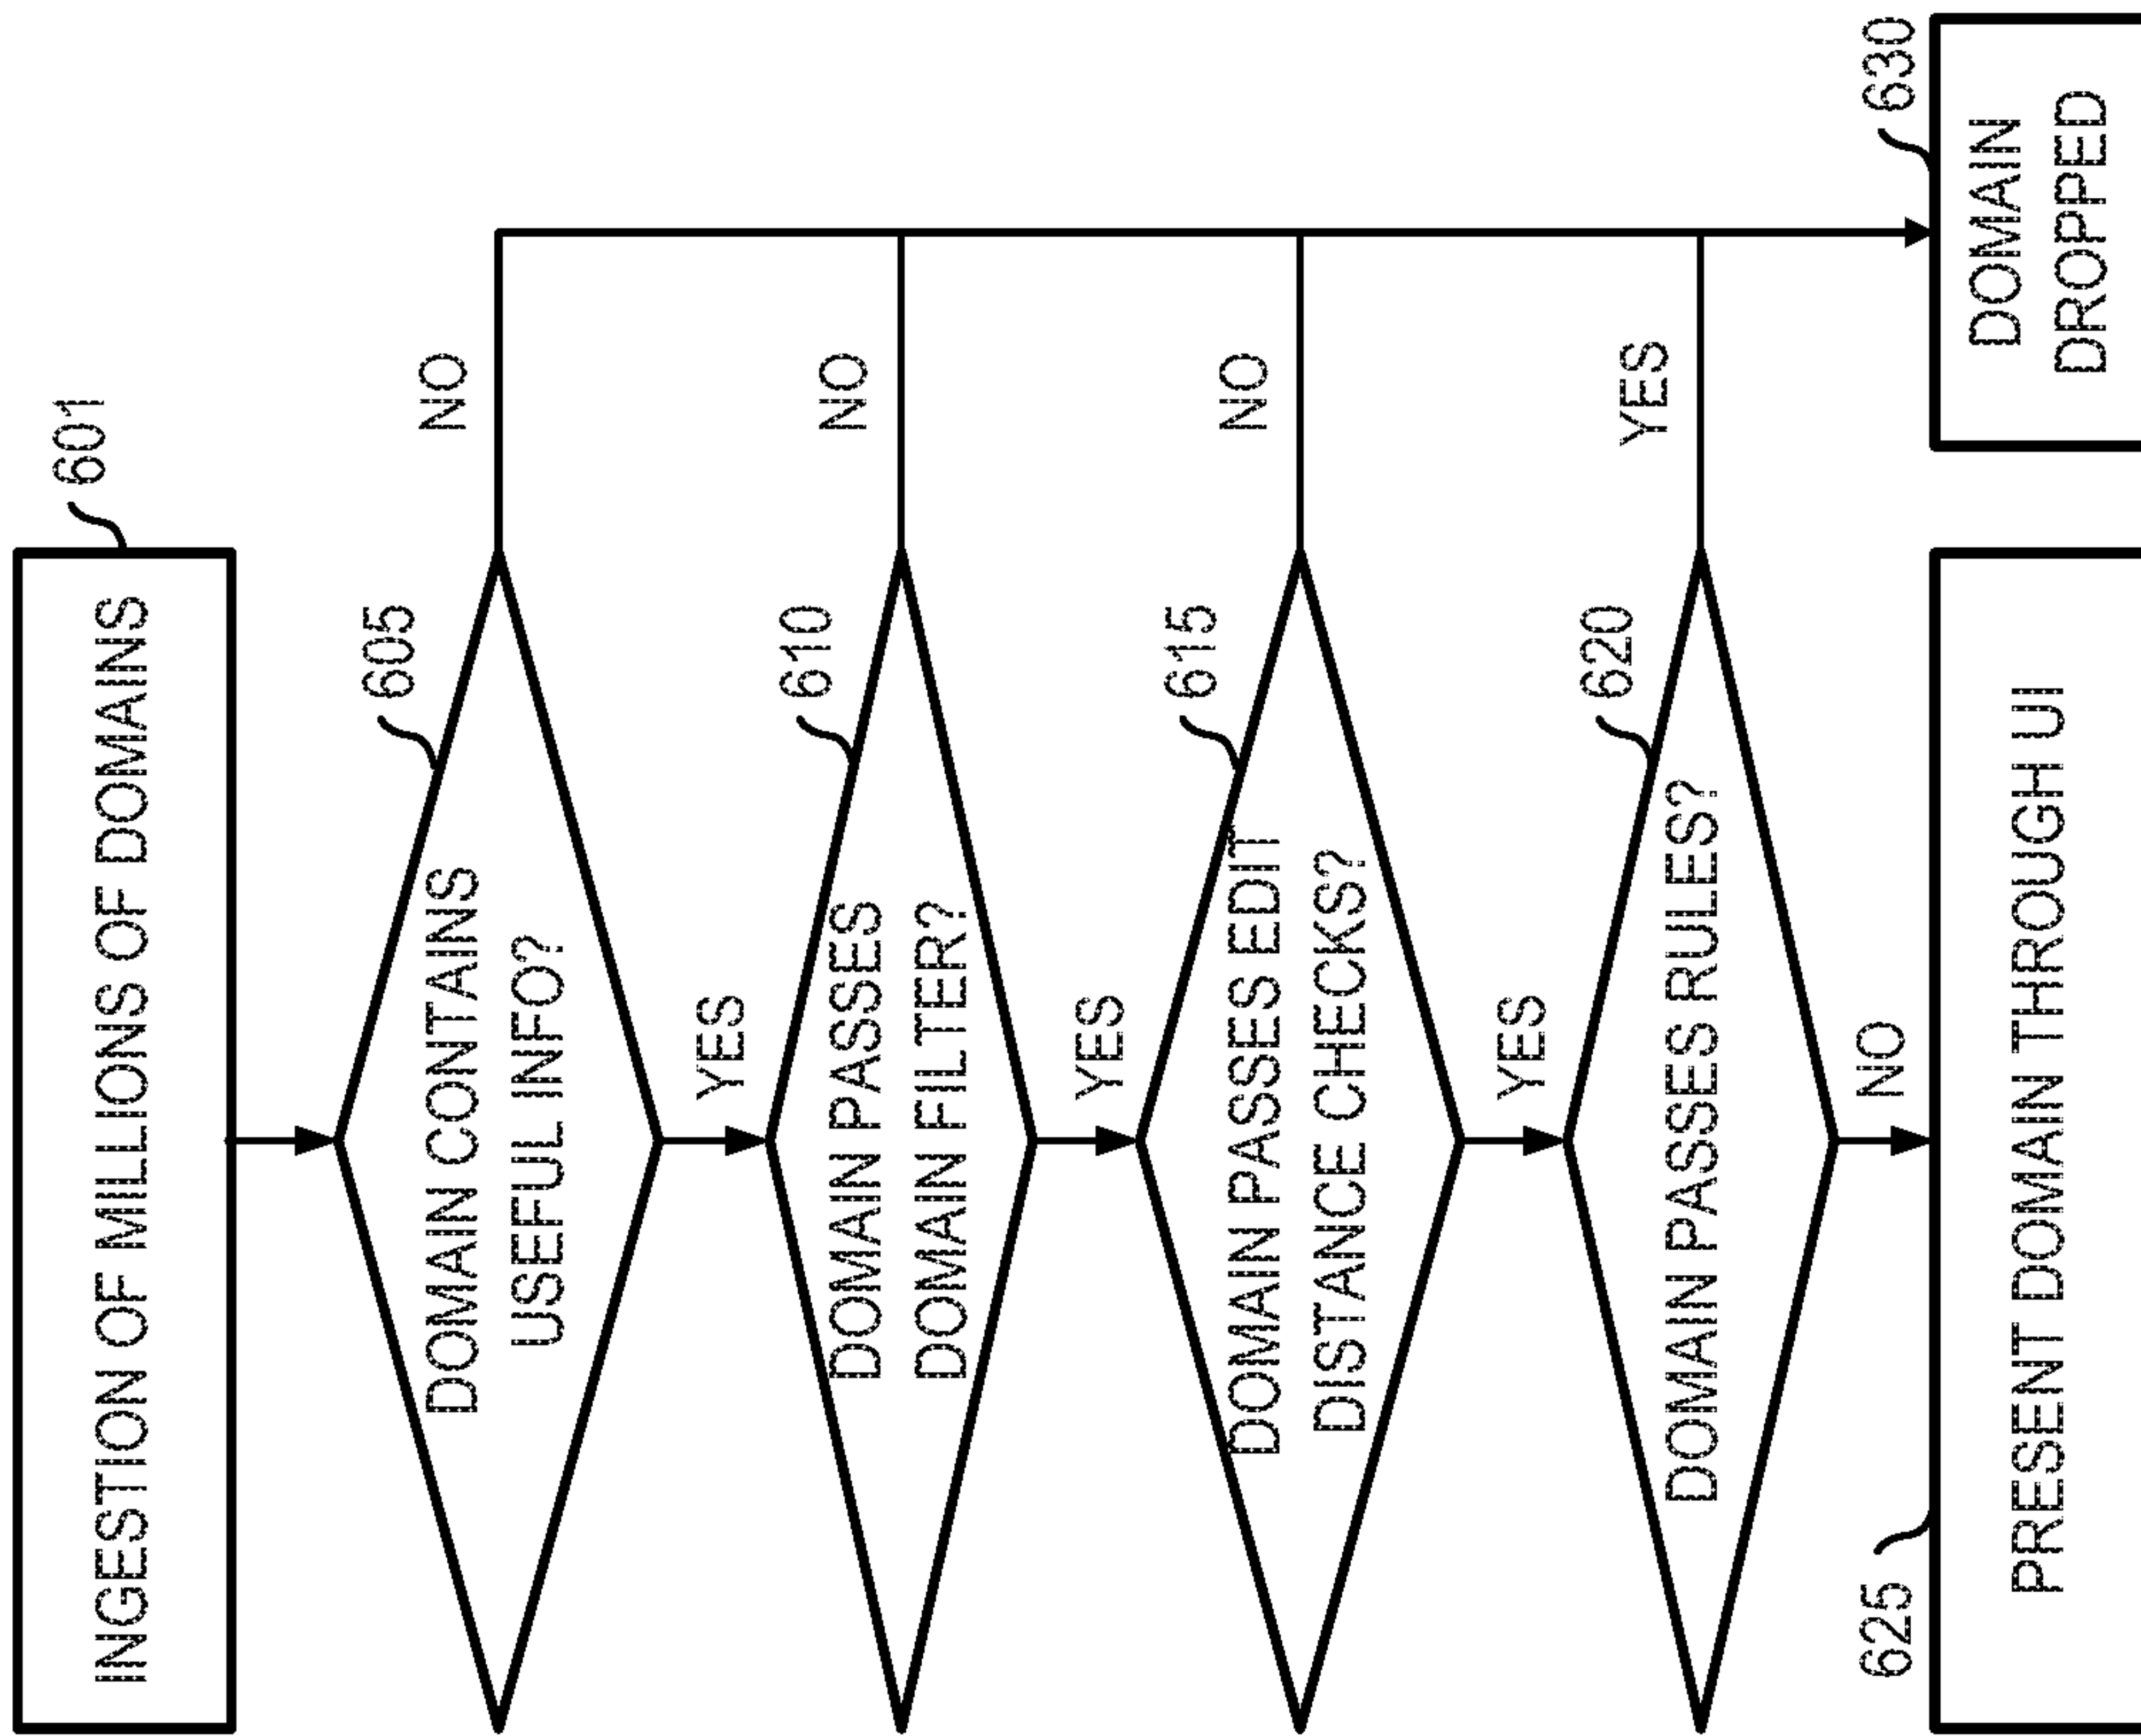 INGESTION OF MILLIONS OF DOMAINS
601
605
DOMAIN CONTAINS
USEFUL INFO?
NO
YES
610
DOMAIN PASSES
DOMAIN FILTER?
NO
YES
615
DOMAIN PASSES EDIT
DISTANCE CHECKS?
NO
YES
620
DOMAIN PASSES RULES?
YES
NO
625
PRESENT DOMAIN THROUGH UI
630
DOMAIN
DROPPED